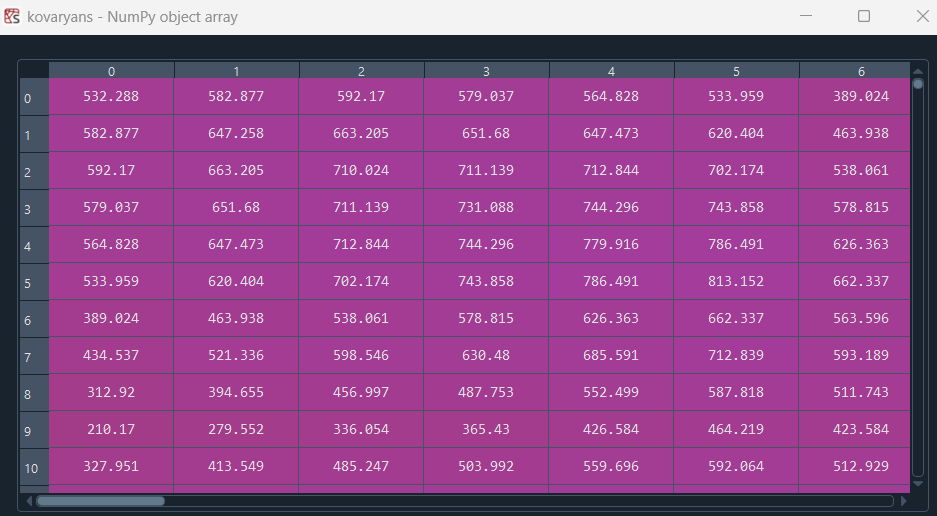 kovaryans - NumPy object array
0 1 2 3 4 5 6
0 532.288 582.877 592.17 579.037 564.828 533.959 389.024
1 582.877 647.258 663.205 651.68 647.473 620.404 463.938
2 592.17 663.205 710.024 711.139 712.844 702.174 538.061
3 579.037 651.68 711.139 731.088 744.296 743.858 578.815
4 564.828 647.473 712.844 744.296 779.916 786.491 626.363
5 533.959 620.404 702.174 743.858 786.491 813.152 662.337
6 389.024 463.938 538.061 578.815 626.363 662.337 563.596
7 434.537 521.336 598.546 630.48 685.591 712.839 593.189
8 312.92 394.655 456.997 487.753 552.499 587.818 511.743
9 210.17 279.552 336.054 365.43 426.584 464.219 423.584
10 327.951 413.549 485.247 503.992 559.696 592.064 512.929